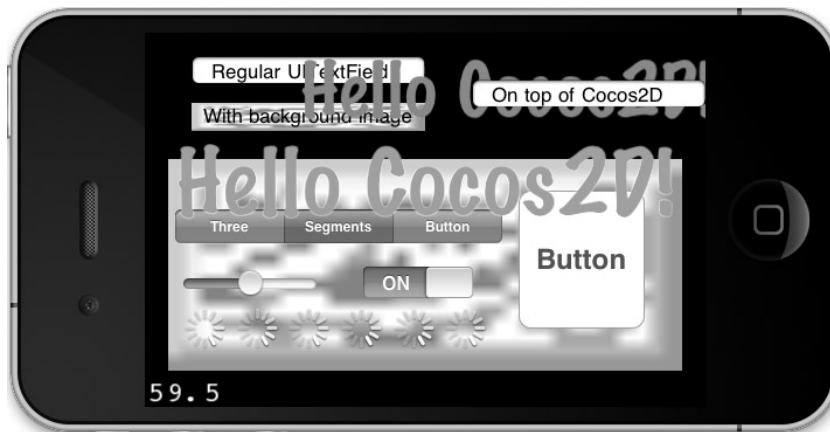 Regular UITextField
Hello Cocos2D!
On top of Cocos2D
With background image
Hello Cocos2D!
Three
Segments
Button
ON
Button
59.5